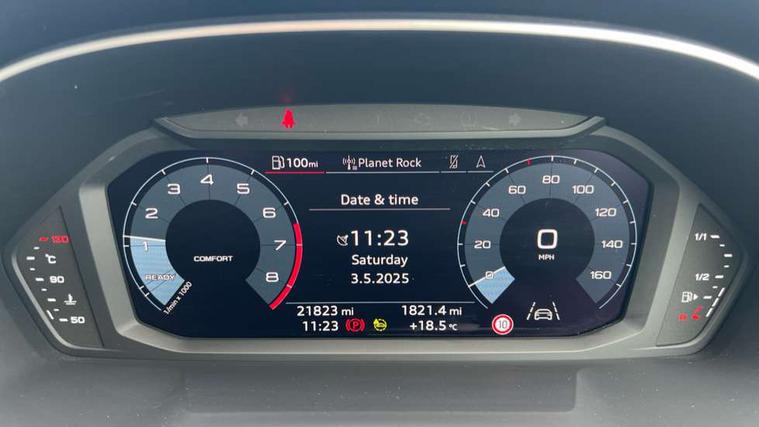 100mi Planet Rock
Date & time
11:23
Saturday
3.5.2025
21823 mi 1821.4 mi
11:23 P +18.5 °C
1 2 3 4 5 6 7 8
READY
COMFORT
1/min x 1000
0 20 40 60 80 100 120 140 160
0
MPH
10
130
°C
90
50
1/1
1/2
R